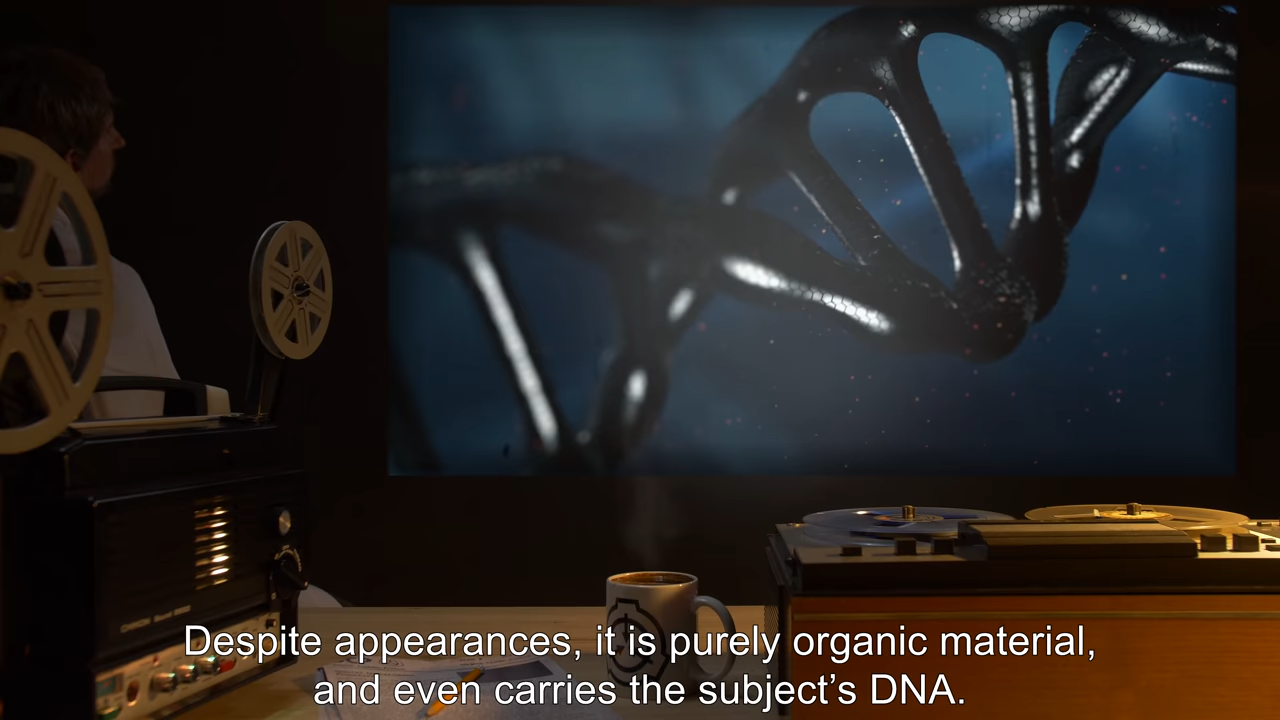 Despite appearances, it is purely organic material,
and even carries the subject’s DNA.